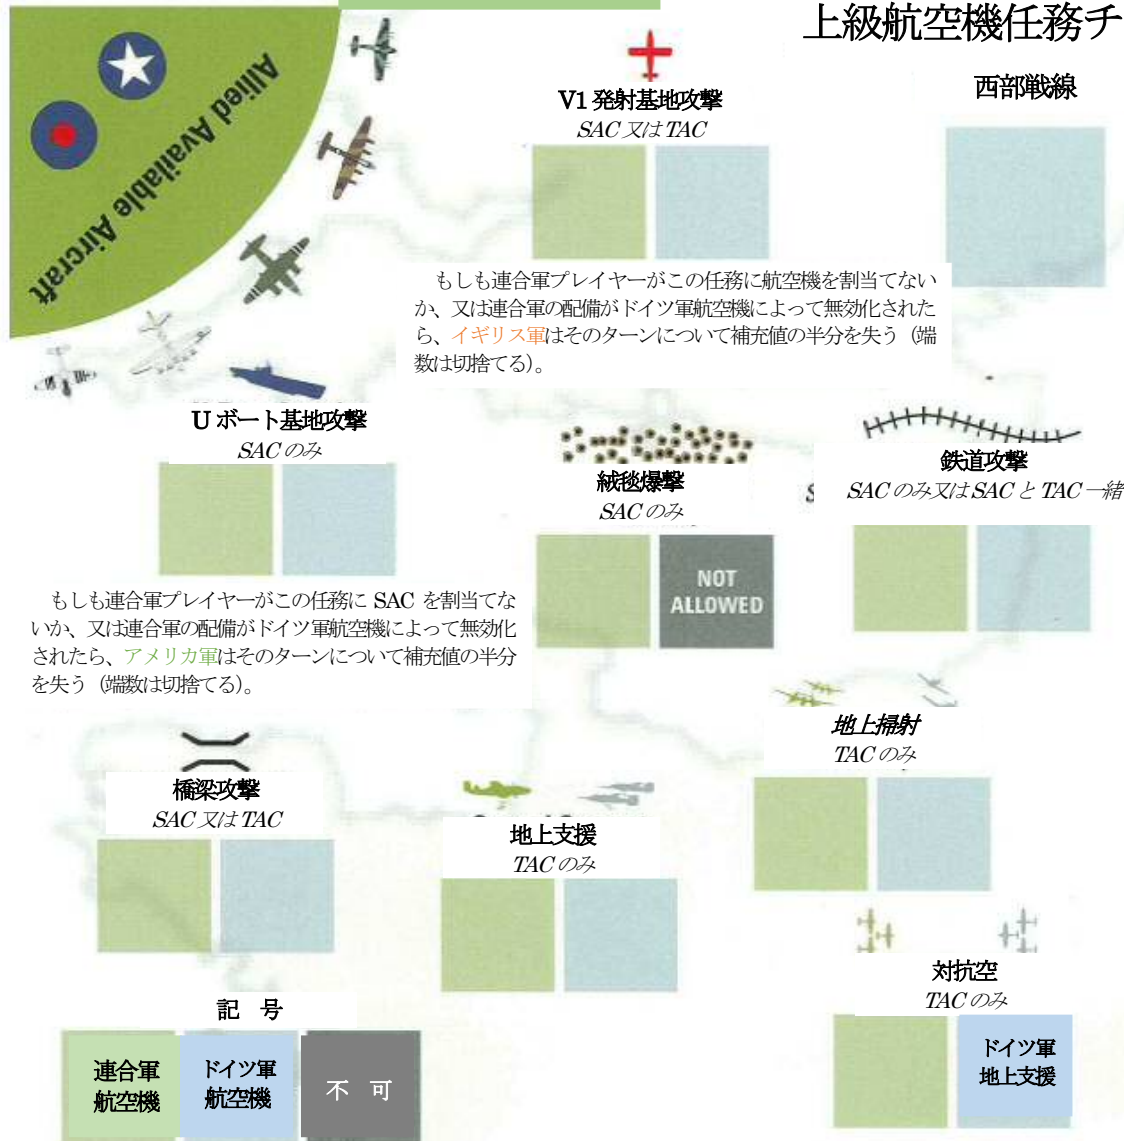 上級航空機任務チ
Allied Available Aircraft
V1 発射基地攻撃
SAC 又は TAC
西部戦線
もしも連合軍プレイヤーがこの任務に航空機を割当てない
か、又は連合軍の配備がドイツ軍航空機によって無効化された
ら、イギリス軍はそのターンについて補充値の半分を失う（端
数は切捨てる）。
U ボート基地攻撃
SAC のみ
絨毯爆撃
SAC のみ
NOT
ALLOWED
鉄道攻撃
SAC のみ又は SAC と TAC 一緒
もしも連合軍プレイヤーがこの任務に SAC を割当てな
いか、又は連合軍の配備がドイツ軍航空機によって無効化
されたら、アメリカ軍はそのターンについて補充値の半分
を失う（端数は切捨てる）。
地上掃射
TAC のみ
橋梁攻撃
SAC 又は TAC
地上支援
TAC のみ
対抗空
TAC のみ
ドイツ軍
地上支援
記 号
連合軍
航空機
ドイツ軍
航空機
不 可